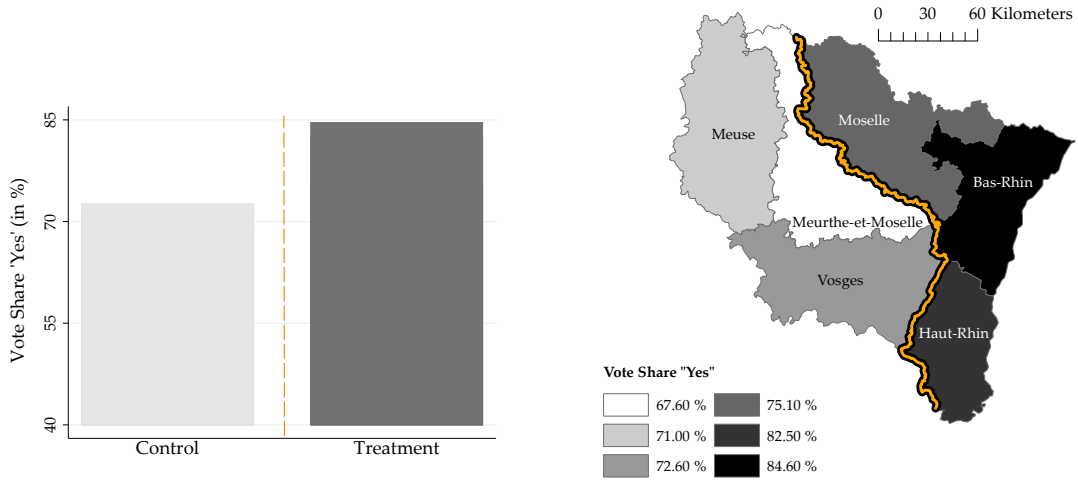 Vote Share 'Yes' (in %)
85
70
55
40
Control
Treatment
0 30 60 Kilometers
Meuse
Moselle
Bas-Rhin
Meurthe-et-Moselle
Vosges
Haut-Rhin
Vote Share "Yes"
67.60 % 75.10 %
71.00 % 82.50 %
72.60 % 84.60 %